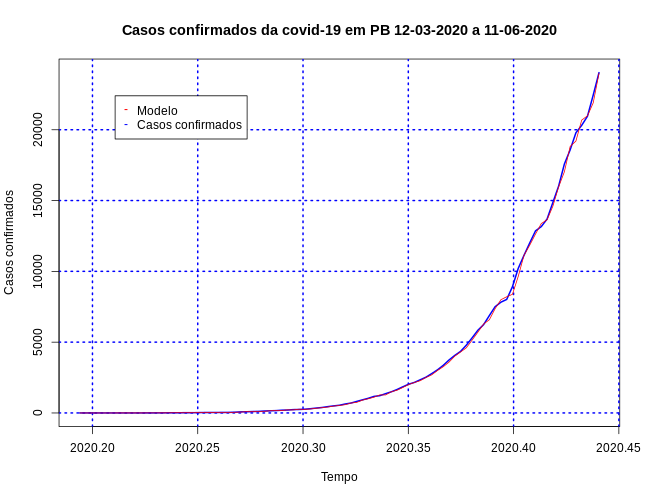 Casos confirmados da covid-19 em PB 12-03-2020 a 11-06-2020
Modelo
Casos confirmados
Casos confirmados
20000
15000
10000
5000
0
2020.20 2020.25 2020.30 2020.35 2020.40 2020.45
Tempo